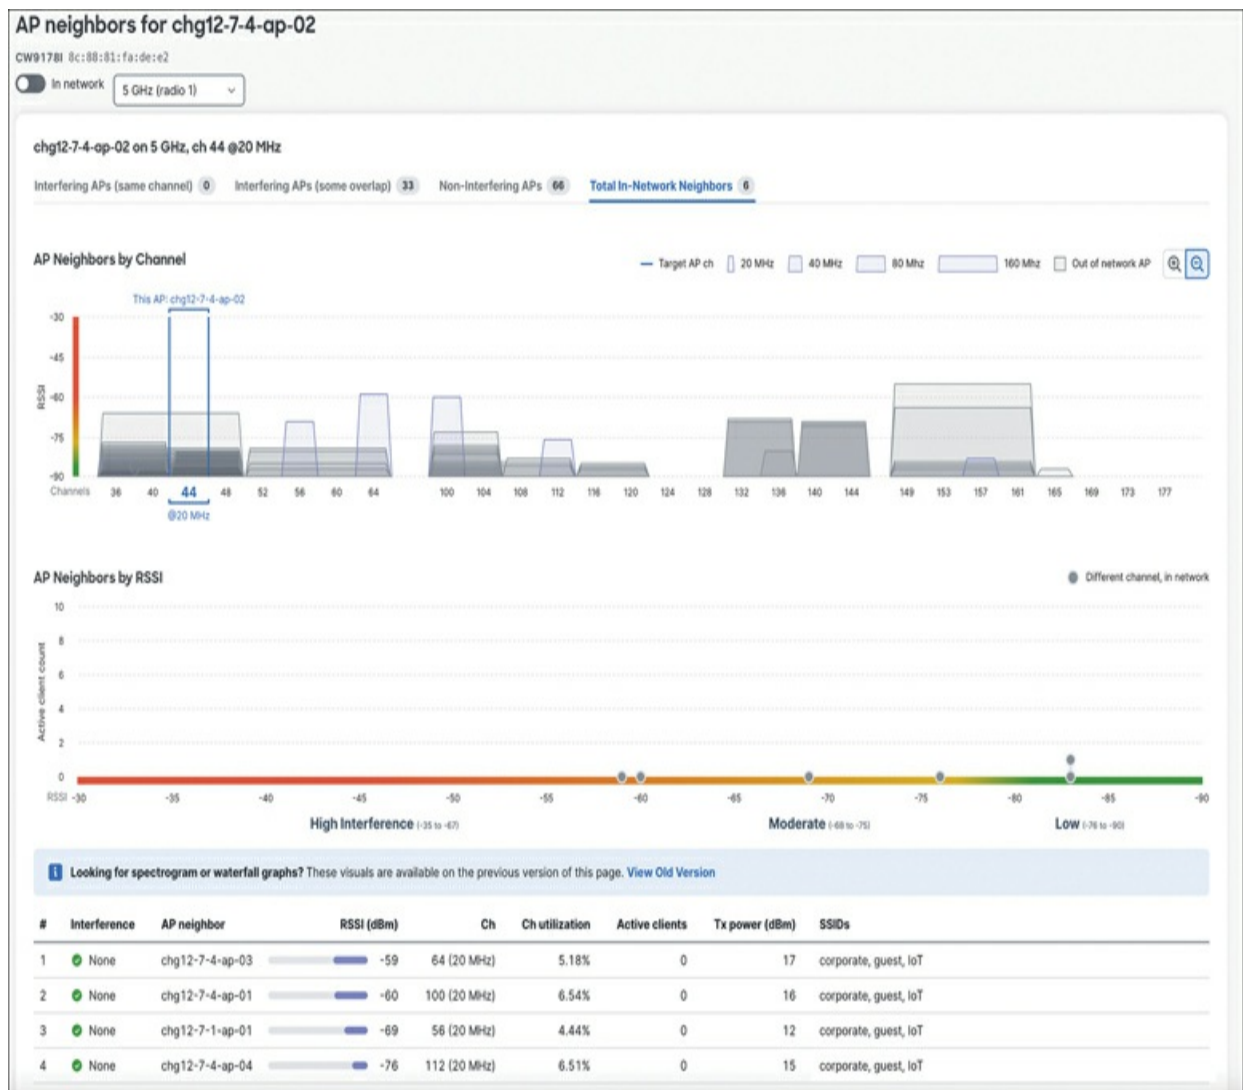 AP neighbors for chg12-7-4-ap-02
CW9178I 8c:88:81:fa:de:e2
In network 5 GHz (radio 1)
chg12-7-4-ap-02 on 5 GHz, ch 44 @20 MHz
Interfering APs (same channel) 0 Interfering APs (some overlap) 33 Non-Interfering APs 66 Total In-Network Neighbors 6
AP Neighbors by Channel
Target AP ch 20 MHz 40 MHz 80 Mhz 160 Mhz Out of network AP
This AP: chg12-7-4-ap-02
-30
-45
-60
-75
-90
RSSI
Channels 36 40 44 48 52 56 60 64 100 104 108 112 116 120 124 128 132 136 140 144 149 153 157 161 165 169 173 177
@20 MHz
AP Neighbors by RSSI
Different channel, in network
10
8
6
4
2
0
Active client count
RSSI -30 -35 -40 -45 -50 -55 -60 -65 -70 -75 -80 -85 -90
High Interference (-35 to -67) Moderate (-68 to -75) Low (-76 to -90)
Looking for spectrogram or waterfall graphs? These visuals are available on the previous version of this page. View Old Version
# Interference AP neighbor RSSI (dBm) Ch Ch utilization Active clients Tx power (dBm) SSIDs
1 None chg12-7-4-ap-03 -59 64 (20 MHz) 5.18% 0 17 corporate, guest, IoT
2 None chg12-7-4-ap-01 -60 100 (20 MHz) 6.54% 0 16 corporate, guest, IoT
3 None chg12-7-1-ap-01 -69 56 (20 MHz) 4.44% 0 12 corporate, guest, IoT
4 None chg12-7-4-ap-04 -76 112 (20 MHz) 6.51% 0 15 corporate, guest, IoT